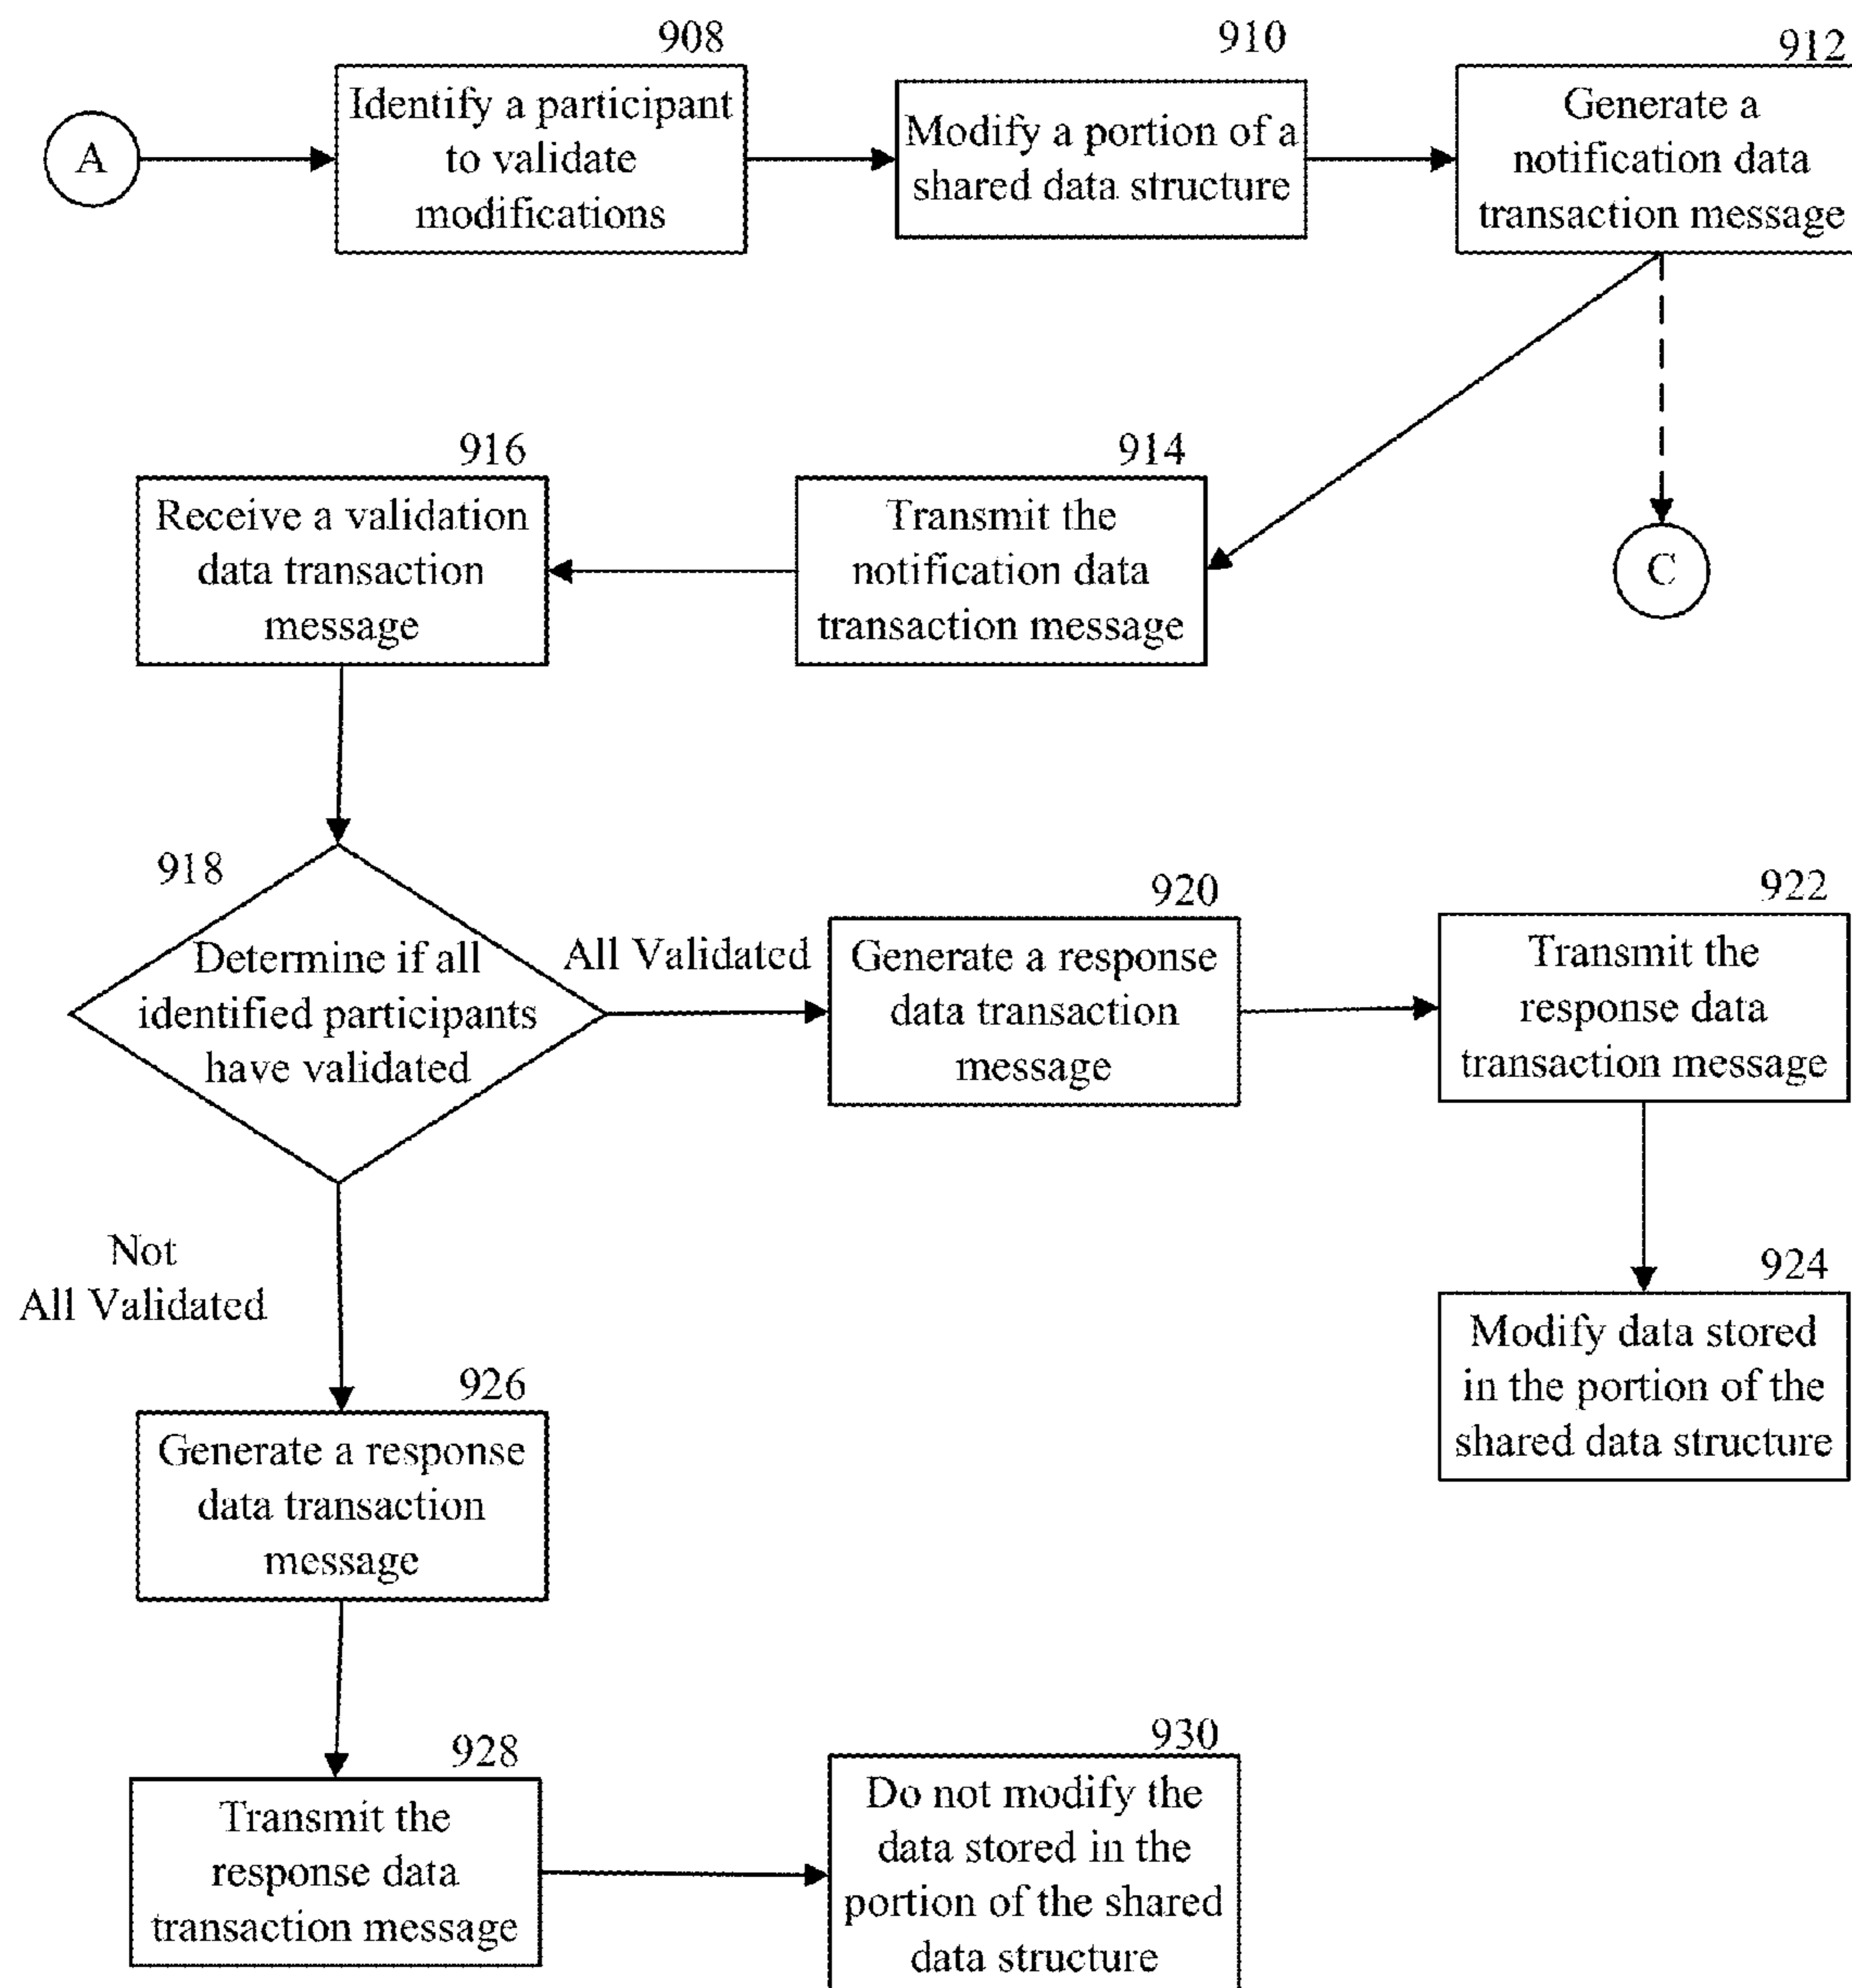 908
910
912
A
Identify a participant
to validate
modifications
Modify a portion of a
shared data structure
Generate a
notification data
transaction message
916
914
Receive a validation
data transaction
message
Transmit the
notification data
transaction message
C
918
920
922
Determine if all
identified participants
have validated
All Validated
Generate a response
data transaction
message
Transmit the
response data
transaction message
Not
All Validated
924
Modify data stored
in the portion of the
shared data structure
926
Generate a response
data transaction
message
928
930
Transmit the
response data
transaction message
Do not modify the
data stored in the
portion of the shared
data structure